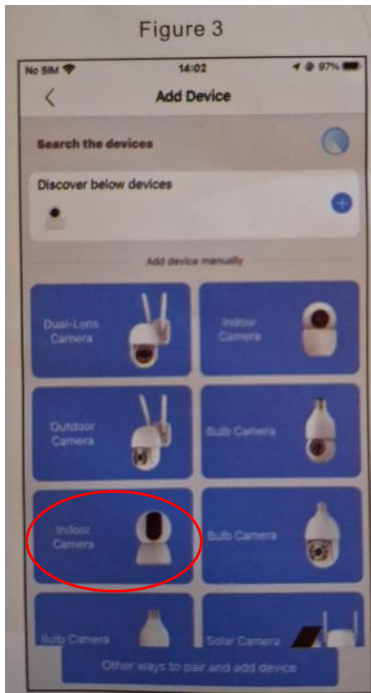 Figure 3
No SIM 14:02 97%
Add Device
Search the devices
Discover below devices
Add device manually
Dual-Lens
Camera
Indoor
Camera
Outdoor
Camera
Bulb Camera
Indoor
Camera
Bulb Camera
Bulb Camera
Solar Camera
Other ways to pair and add device